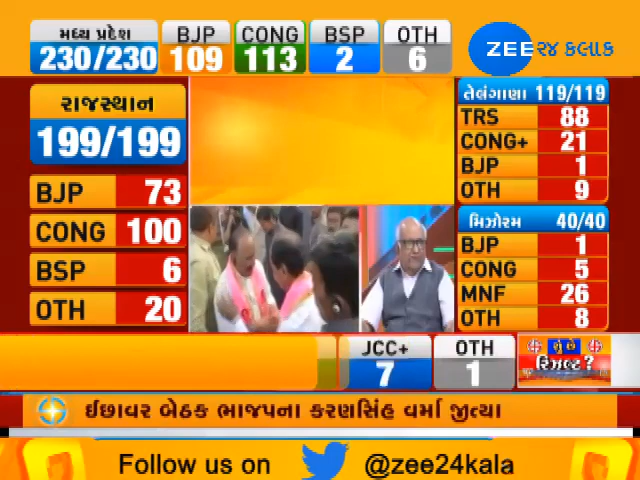 મધ્ય પ્રદેશ
230/230
BJP
109
CONG
113
BSP
2
OTH
6
ZEE ૨૪ કલાક
રાજસ્થાન
199/199
BJP 73
CONG 100
BSP 6
OTH 20
તેલંગાણા 119/119
TRS 88
CONG+ 21
BJP 1
OTH 9
મિઝોરમ 40/40
BJP 1
CONG 5
MNF 26
OTH 8
JCC+
7
OTH
1
શું છે
રિઝલ્ટ?
ઈછાવર બેઠક ભાજપના કરણસિંહ વર્મા જીત્યા
Follow us on @zee24kala